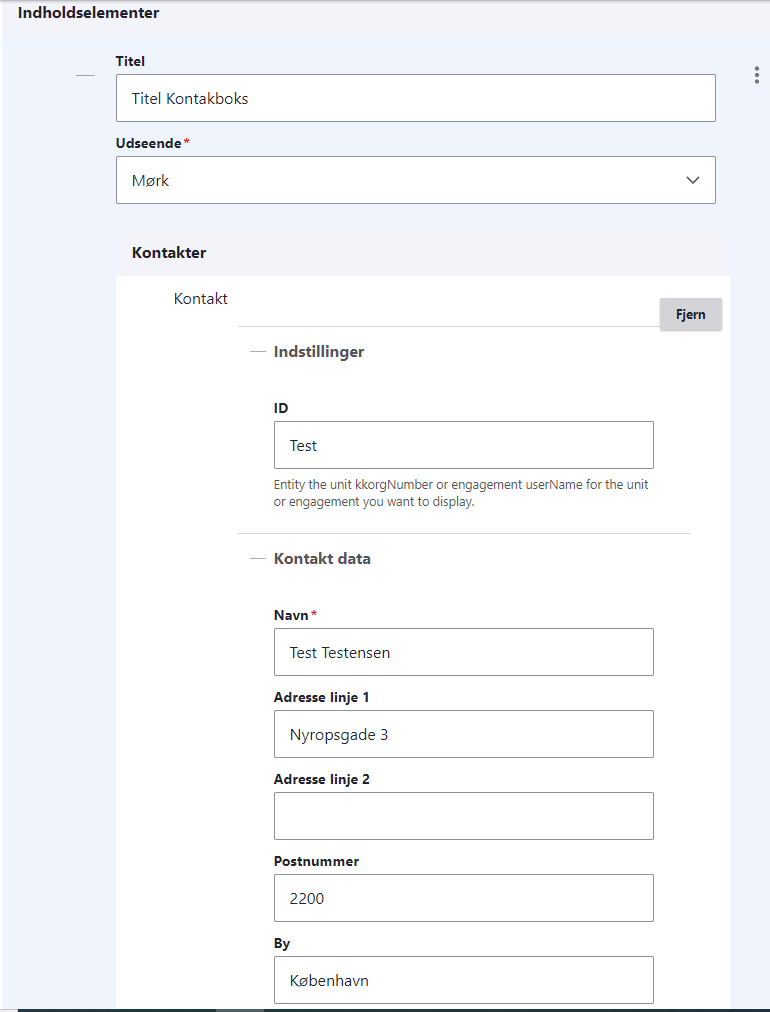 Indholdselementer
Titel
Titel Kontakboks
Udseende*
Mørk
Kontakter
Kontakt
Fjern
Indstillinger
ID
Test
Entity the unit kkorgNumber or engagement userName for the unit
or engagement you want to display.
Kontakt data
Navn*
Test Testensen
Adresse linje 1
Nyropsgade 3
Adresse linje 2
Postnummer
2200
By
København